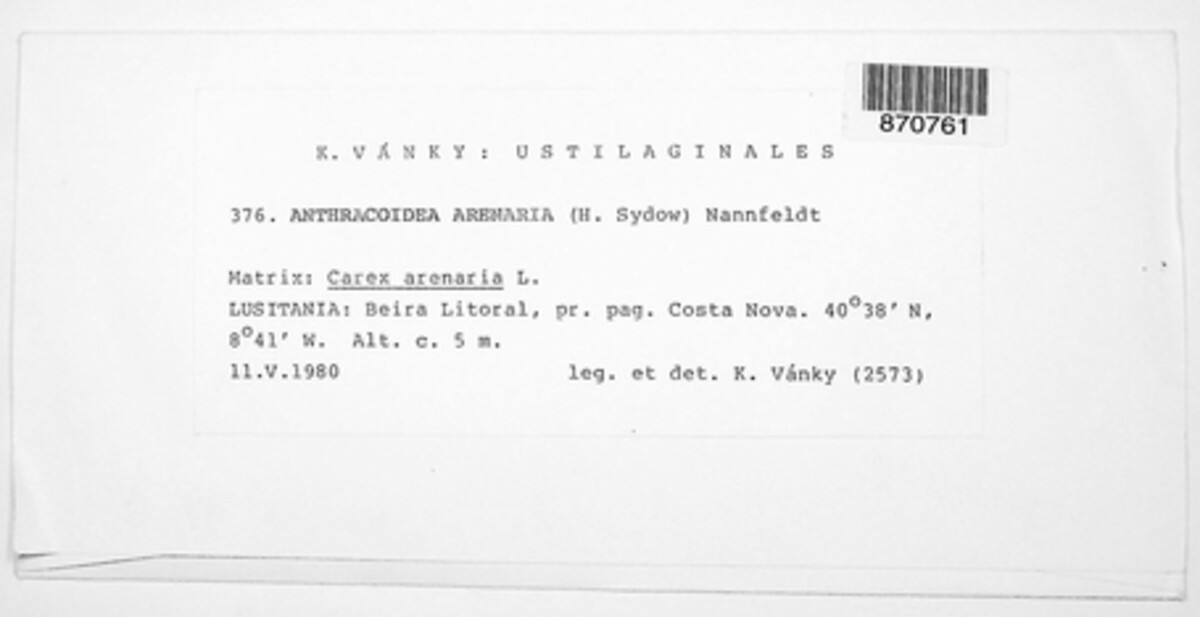 870761
K. VÁNKY: USTILAGINALES
376. ANTHRACOIDEA ARENARIA (H. Sydow) Nannfeldt
Matrix: Carex arenaria L.
LUSITANIA: Beira Litoral, pr. pag. Costa Nova. 40°38' N,
8°41' W. Alt. c. 5 m.
11.V.1980 leg. et det. K. Vánky (2573)